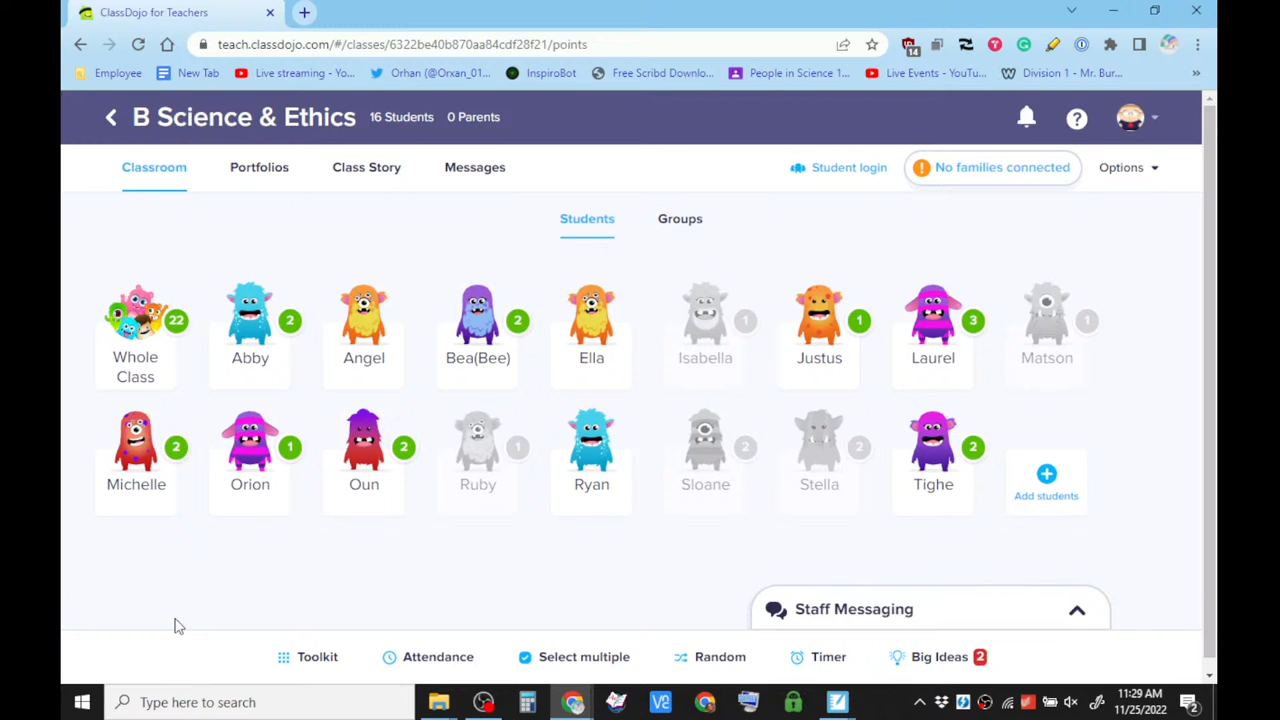 ClassDojo for Teachers
teach.classdojo.com/#/classes/6322be40b870aa84cdf28f21/points
14
Employee New Tab Live streaming - Yo... Orhan (@Orxan_01... InspiroBot Free Scribd Downlo... People in Science 1... Live Events - YouTu... Division 1 - Mr. Bur... »
B Science & Ethics 16 Students 0 Parents
Classroom Portfolios Class Story Messages Student login No families connected Options
Students Groups
22 2 2 1 1 3 1
Whole Class Abby Angel Bea(Bee) Ella Isabella Justus Laurel Matson
2 1 2 1 2 2 2
Michelle Orion Oun Ruby Ryan Sloane Stella Tighe Add students
Staff Messaging
Toolkit Attendance Select multiple Random Timer Big Ideas 2
Type here to search
11:29 AM
11/25/2022
2